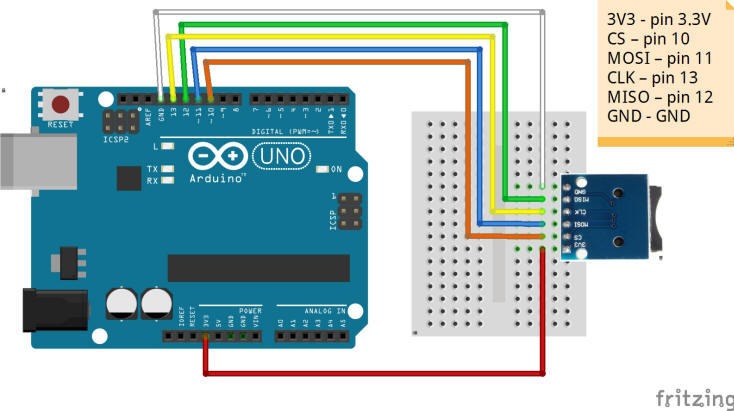 3V3 - pin 3.3V
CS – pin 10
MOSI – pin 11
CLK – pin 13
MISO – pin 12
GND - GND
RESET
ICSP2
AREF
GND
13
12
~11
~10
~9
8
7
~6
~5
4
~3
2
TXO▶1
RXO◀0
DIGITAL (PWM=~)
L
TX
RX
UNO
Arduino™
ON
1
ICSP
GND
MISO
CLK
MOSI
CS
3V3
POWER
ANALOG IN
IOREF
RESET
3V3
5V
GND
GND
VIN
A0
A1
A2
A3
A4
A5
fritzing